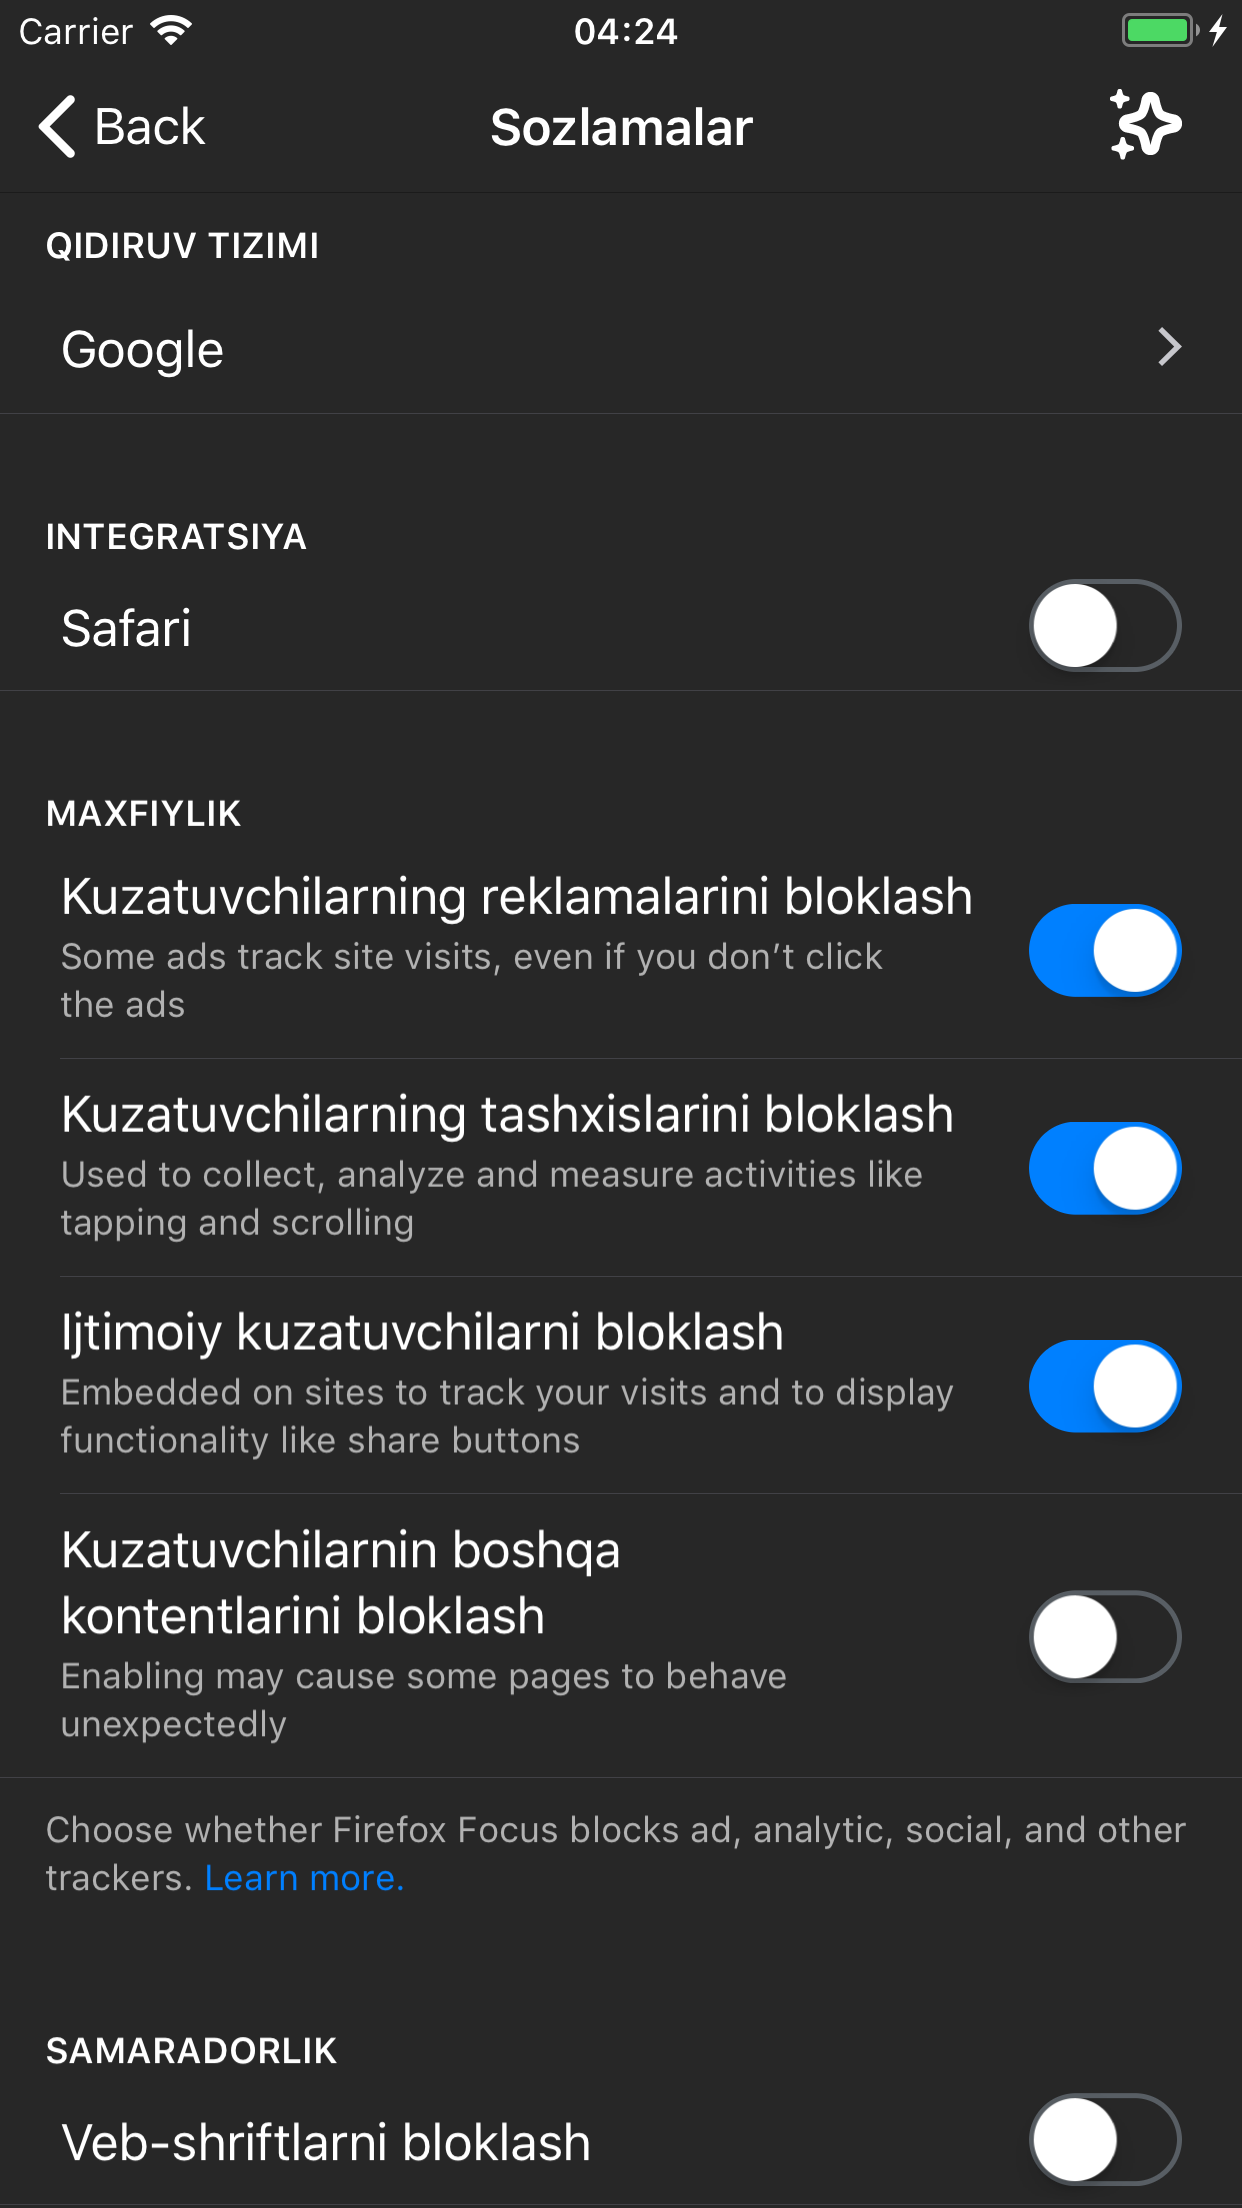 Carrier
04:24
Back
Sozlamalar
QIDIRUV TIZIMI
Google
INTEGRATSIYA
Safari
MAXFIYLIK
Kuzatuvchilarning reklamalarini bloklash
Some ads track site visits, even if you don’t click
the ads
Kuzatuvchilarning tashxislarini bloklash
Used to collect, analyze and measure activities like
tapping and scrolling
Ijtimoiy kuzatuvchilarni bloklash
Embedded on sites to track your visits and to display
functionality like share buttons
Kuzatuvchilarnin boshqa
kontentlarini bloklash
Enabling may cause some pages to behave
unexpectedly
Choose whether Firefox Focus blocks ad, analytic, social, and other
trackers. Learn more.
SAMARADORLIK
Veb-shriftlarni bloklash